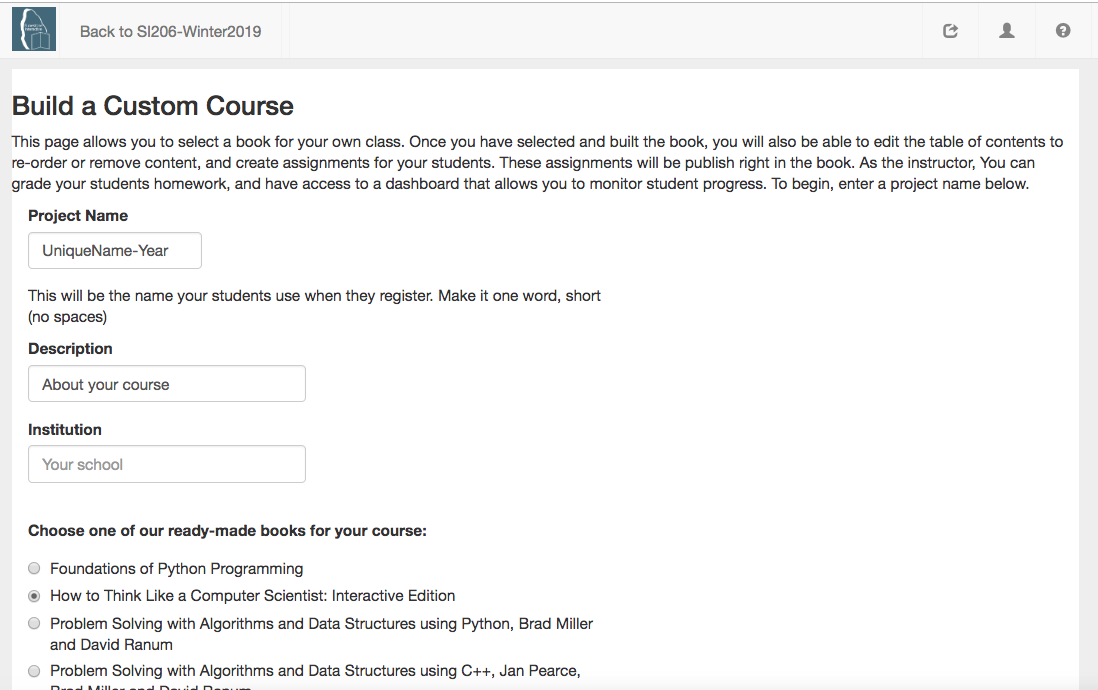 Back to SI206-Winter2019
Build a Custom Course
This page allows you to select a book for your own class. Once you have selected and built the book, you will also be able to edit the table of contents to
re-order or remove content, and create assignments for your students. These assignments will be publish right in the book. As the instructor, You can
grade your students homework, and have access to a dashboard that allows you to monitor student progress. To begin, enter a project name below.
Project Name
UniqueName-Year
This will be the name your students use when they register. Make it one word, short
(no spaces)
Description
About your course
Institution
Your school
Choose one of our ready-made books for your course:
Foundations of Python Programming
How to Think Like a Computer Scientist: Interactive Edition
Problem Solving with Algorithms and Data Structures using Python, Brad Miller
and David Ranum
Problem Solving with Algorithms and Data Structures using C++, Jan Pearce,
Brad Miller and David Ranum